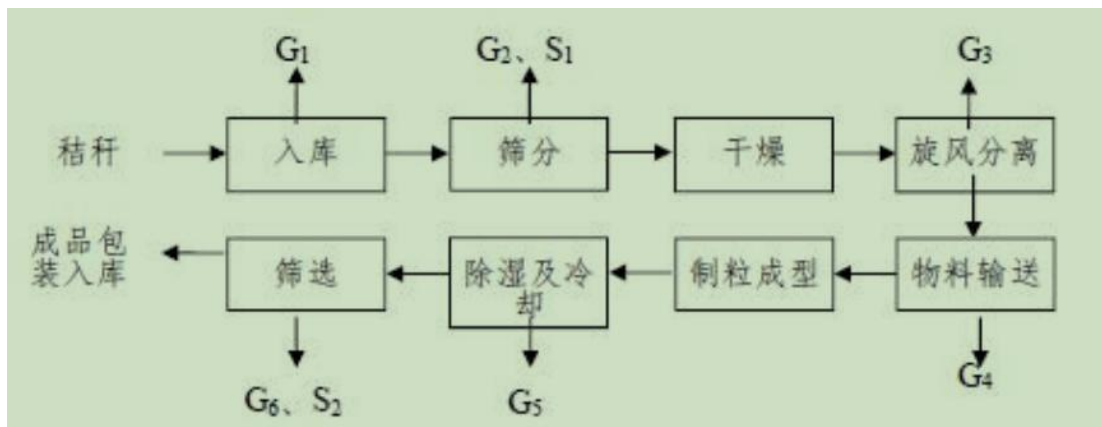 G1
G2、S1
G3
秸秆
入库
筛分
干燥
旋风分离
成品包
装入库
筛选
除湿及冷
却
制粒成型
物料输送
G6、S2
G5
G4